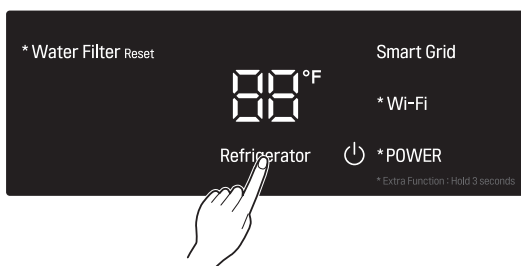 * Water Filter Reset
88°F
Refrigerator
Smart Grid
* Wi-Fi
* POWER
* Extra Function : Hold 3 seconds